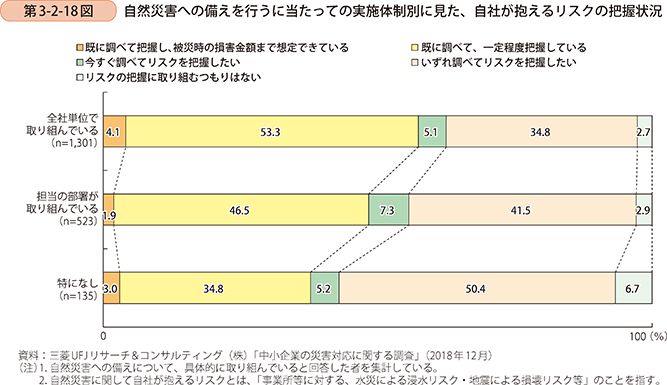 第3-2-18図 自然災害への備えを行うに当たっての実施体制別に見た、自社が抱えるリスクの把握状況
既に調べて把握し、被災時の損害金額まで想定できている 既に調べて、一定程度把握している
今すぐ調べてリスクを把握したい いずれ調べてリスクを把握したい
リスクの把握に取り組むつもりはない
全社単位で
取り組んでいる
(n=1,301)
4.1 53.3 5.1 34.8 2.7
担当の部署が
取り組んでいる
(n=523)
1.9 46.5 7.3 41.5 2.9
特になし
(n=135)
3.0 34.8 5.2 50.4 6.7
0 100 (%)
資料：三菱UFJリサーチ＆コンサルティング（株）「中小企業の災害対応に関する調査」（2018年12月）
（注）1. 自然災害への備えについて、具体的に取り組んでいると回答した者を集計している。
2. 自然災害に関して自社が抱えるリスクとは、「事業所等に対する、水災による浸水リスク・地震による損壊リスク等」のことを指す。